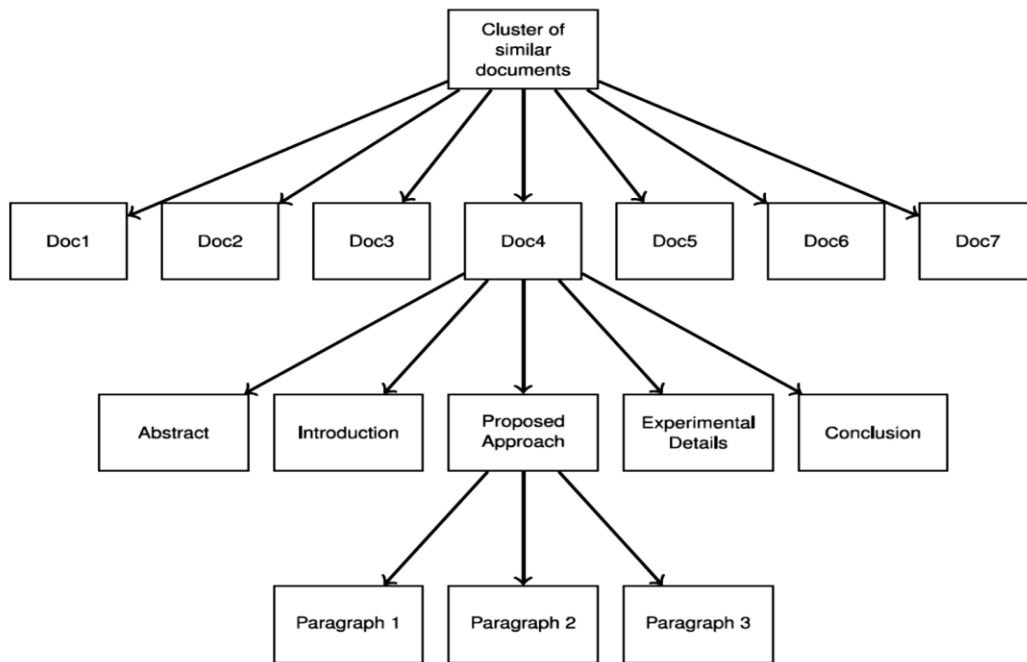 Cluster of
similar
documents
Doc1
Doc2
Doc3
Doc4
Doc5
Doc6
Doc7
Abstract
Introduction
Proposed
Approach
Experimental
Details
Conclusion
Paragraph 1
Paragraph 2
Paragraph 3